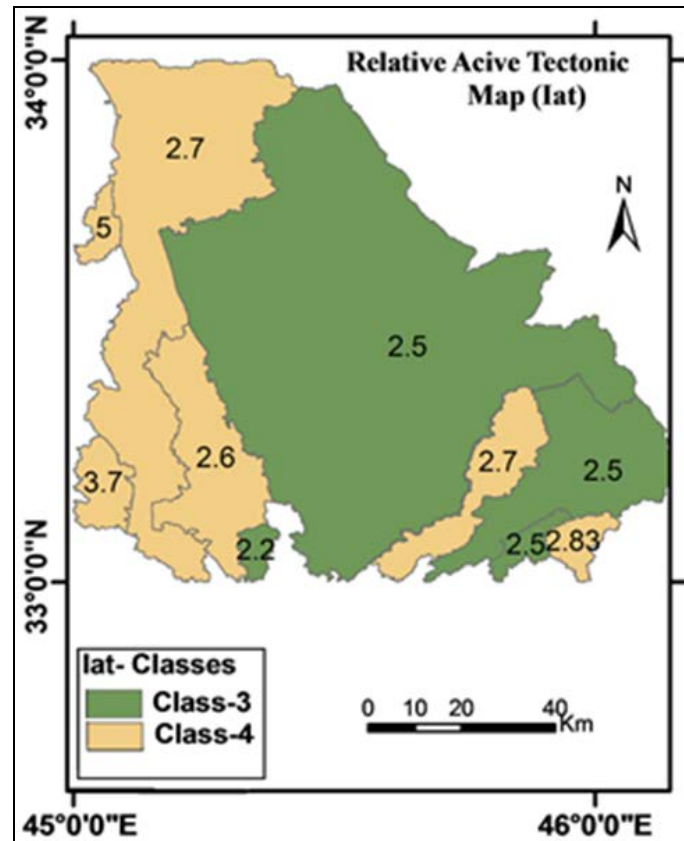 Relative Acive Tectonic
Map (Iat)
34°0'0"N
N
2.7
5
2.5
2.6
2.7
2.5
3.7
2.2
2.5
2.83
33°0'0"N
Iat- Classes
Class-3
Class-4
0 10 20 40
Km
45°0'0"E
46°0'0"E